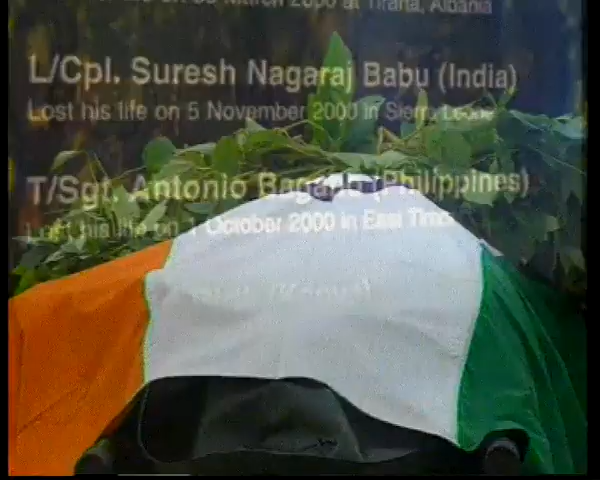 March 2000 at Tirana, Albania
L/Cpl. Suresh Nagaraj Babu (India)
Lost his life on 5 November 2000 in Sierra Leone
T/Sgt. Antonio (Philippines)
Lost his life on October 2000 in East Timor